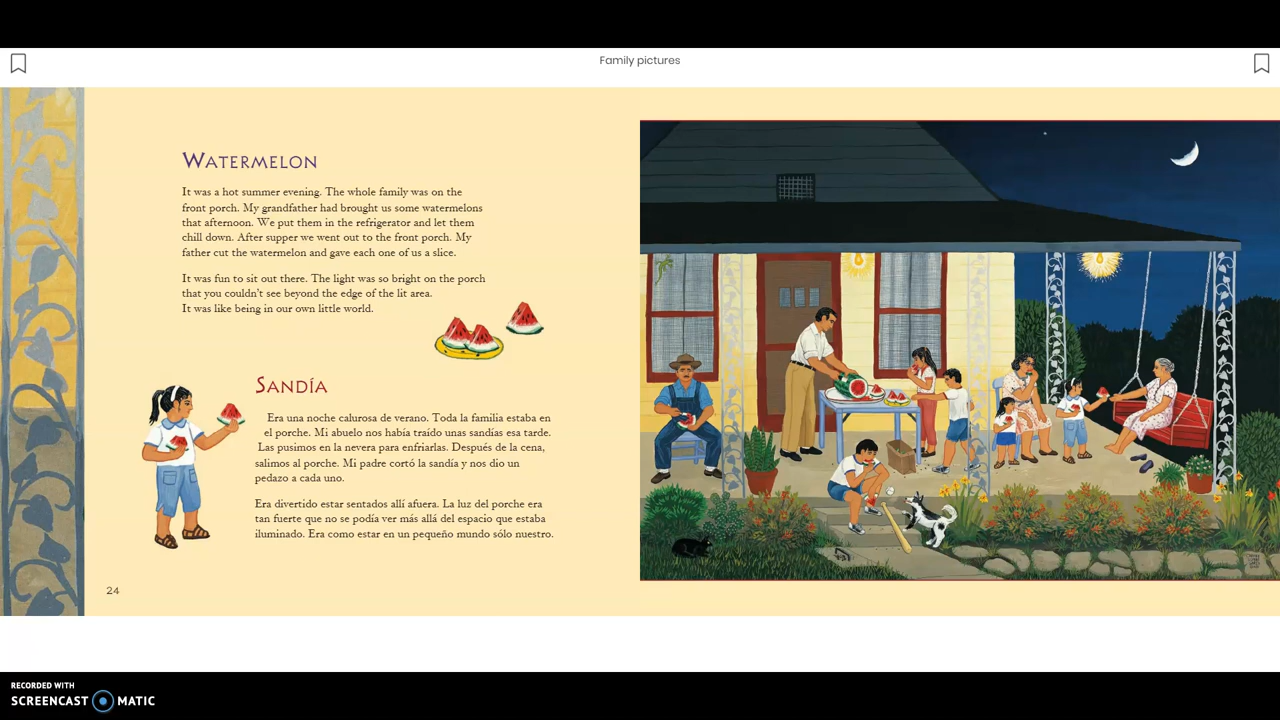 Family pictures
WATERMELON
It was a hot summer evening. The whole family was on the
front porch. My grandfather had brought us some watermelons
that afternoon. We put them in the refrigerator and let them
chill down. After supper we went out to the front porch. My
father cut the watermelon and gave each one of us a slice.
It was fun to sit out there. The light was so bright on the porch
that you couldn't see beyond the edge of the lit area.
It was like being in our own little world.
SANDÍA
Era una noche calurosa de verano. Toda la familia estaba en
el porche. Mi abuelo nos había traído unas sandías esa tarde.
Las pusimos en la nevera para enfriarlas. Después de la cena,
salimos al porche. Mi padre cortó la sandía y nos dio un
pedazo a cada uno.
Era divertido estar sentados allí afuera. La luz del porche era
tan fuerte que no se podía ver más allá del espacio que estaba
iluminado. Era como estar en un pequeño mundo sólo nuestro.
24
RECORDED WITH
SCREENCAST MATIC